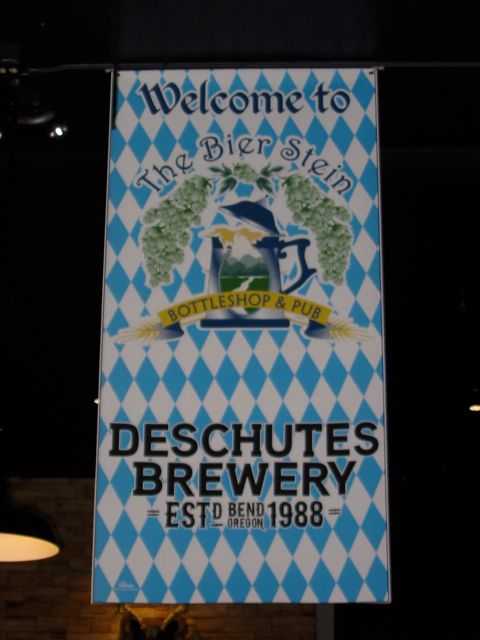 Welcome to
The Bier Stein
BOTTLESHOP & PUB
DESCHUTES
BREWERY
ESTD BEND OREGON 1988